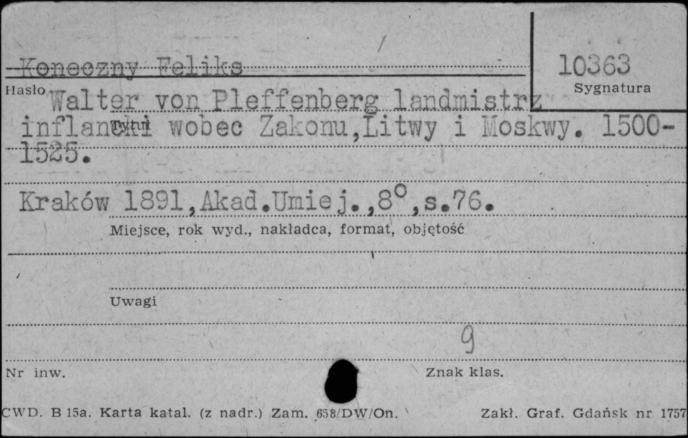 Koneczny Feliks
10363
Hasło
Sygnatura
Walter von Pleffenberg landmistrz
inflancki wobec Zakonu,Litwy i Moskwy. 1500-
Tytuł
1525.
Kraków 1891,Akad.Umiej.,8°,s.76.
Miejsce, rok wyd., nakładca, format, objętość
Uwagi
9
Nr inw.
Znak klas.
CWD. B 15a. Karta katal. (z nadr.) Zam. 658/DW/On.
Zakł. Graf. Gdańsk nr 1757